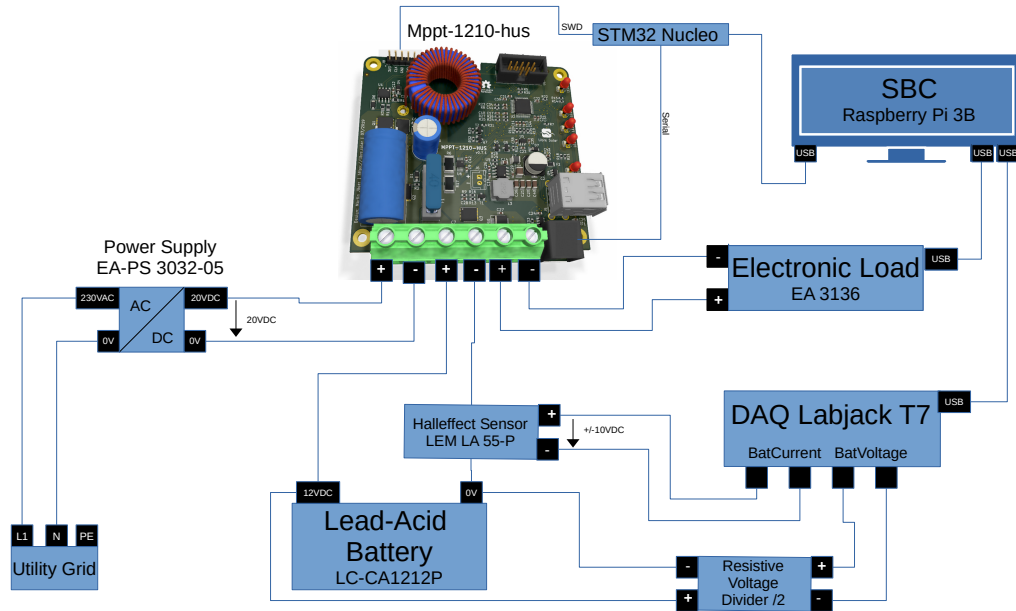 Mppt-1210-hus
SWD
STM32 Nucleo
Serial
SBC
Raspberry Pi 3B
USB
USB
USB
MPPT-1210-HUS
Power Supply
EA-PS 3032-05
230VAC
AC
20VDC
0V
DC
0V
20VDC
+
-
+
-
+
-
-
+
Electronic Load
EA 3136
USB
Halleffect Sensor
LEM LA 55-P
+
-
+/-10VDC
DAQ Labjack T7
BatCurrent
BatVoltage
USB
12VDC
0V
Lead-Acid
Battery
LC-CA1212P
L1
N
PE
Utility Grid
-
+
Resistive
Voltage
Divider /2
+
-